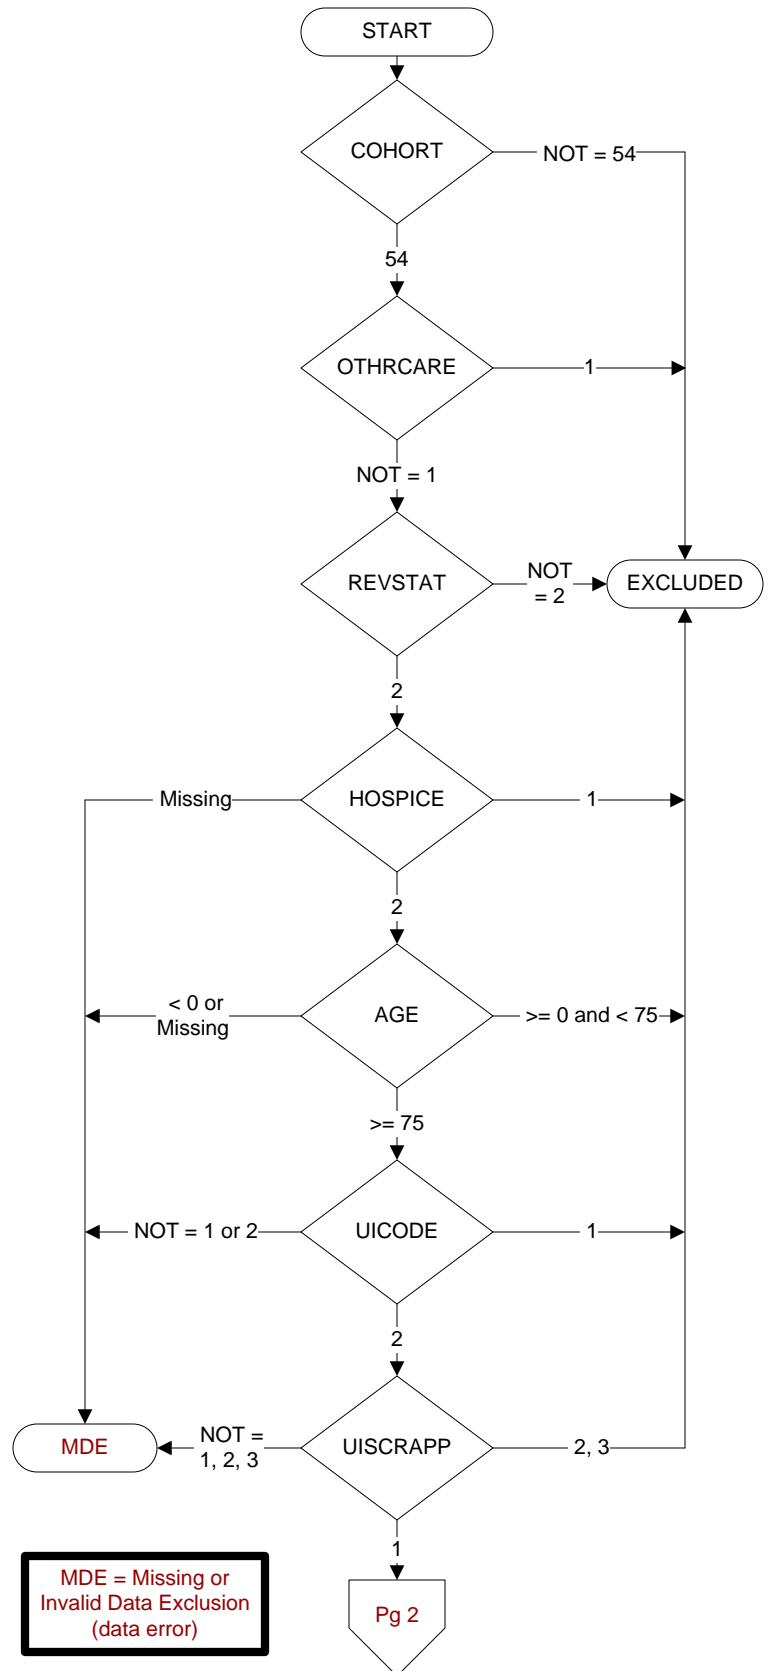 START
COHORT
NOT = 54
54
OTHRCARE
1
NOT = 1
REVSTAT
NOT
= 2
EXCLUDED
2
Missing
HOSPICE
1
2
< 0 or
Missing
AGE
>= 0 and < 75
>= 75
NOT = 1 or 2
UICODE
1
2
MDE
NOT =
1, 2, 3
UISCRAPP
2, 3
1
MDE = Missing or
Invalid Data Exclusion
(data error)
Pg 2